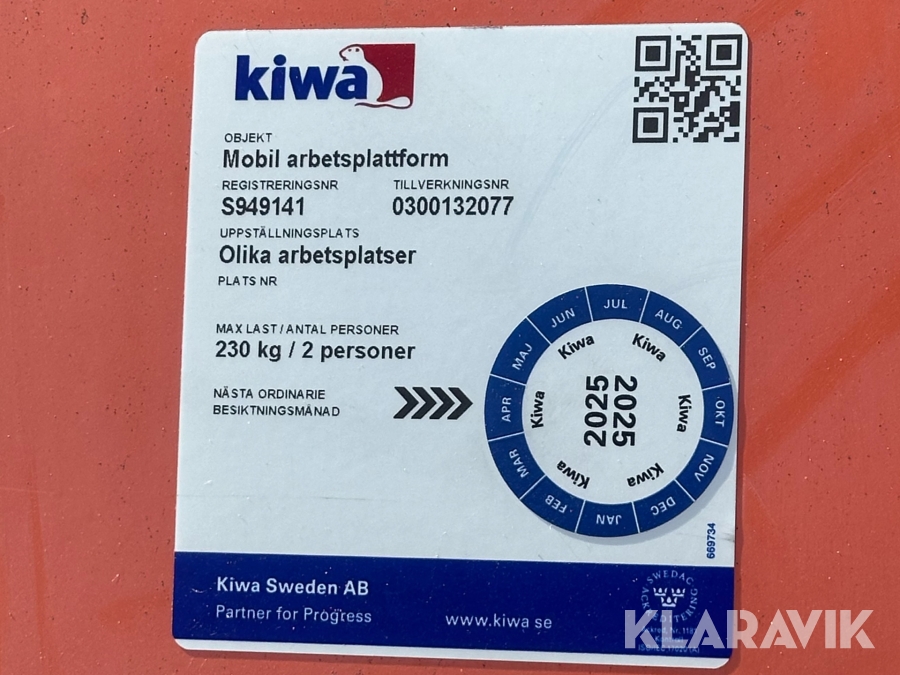 kiwa
OBJEKT
Mobil arbetsplattform
REGISTRERINGSNR TILLVERKNINGSNR
S949141 0300132077
UPPSTÄLLNINGSPLATS
Olika arbetsplatser
PLATS NR
MAX LAST / ANTAL PERSONER
230 kg / 2 personer
NÄSTA ORDINARIE
BESIKTNINGSMÅNAD
JAN FEB MAR APR MAJ JUN JUL AUG SEP OKT NOV DEC
Kiwa Kiwa Kiwa Kiwa Kiwa Kiwa
2025
2025
669734
Kiwa Sweden AB
Partner for Progress
www.kiwa.se
SWEDAC
ACKREDITERING
KLARAVIK